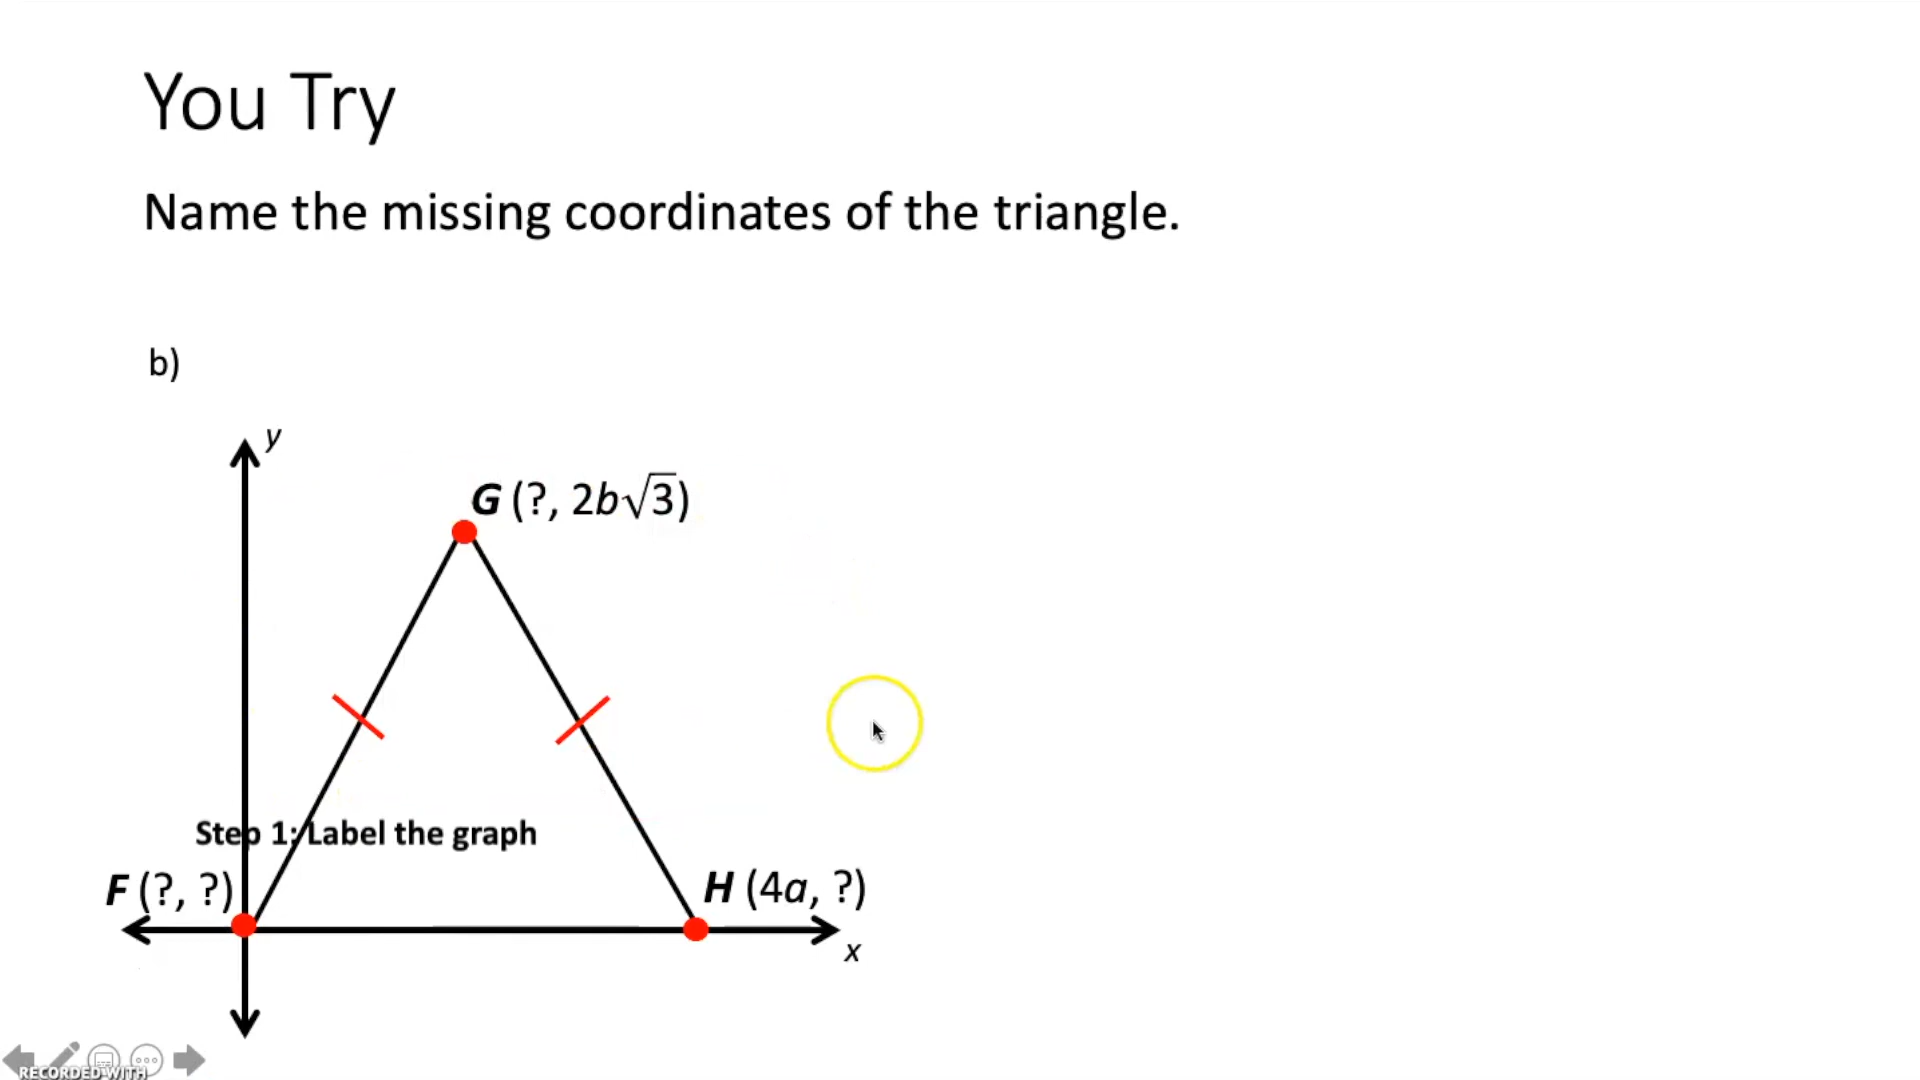 You Try
Name the missing coordinates of the triangle.
b)
y
G (?, 2b√3)
Step 1: Label the graph
F (?, ?)
H (4a, ?)
x
RECORDED WITH